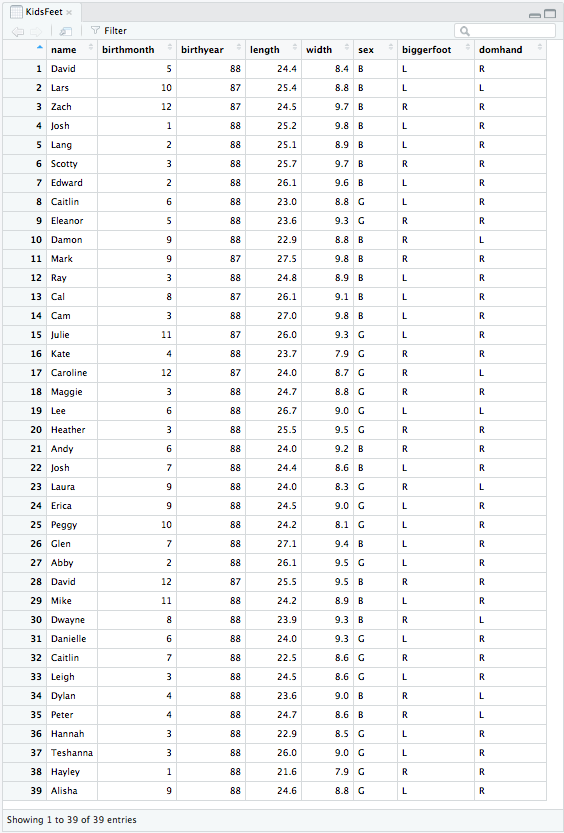 KidsFeet
Filter
name birthmonth birthyear length width sex biggerfoot domhand
1 David 5 88 24.4 8.4 B L R
2 Lars 10 87 25.4 8.8 B L L
3 Zach 12 87 24.5 9.7 B R R
4 Josh 1 88 25.2 9.8 B L R
5 Lang 2 88 25.1 8.9 B L R
6 Scotty 3 88 25.7 9.7 B R R
7 Edward 2 88 26.1 9.6 B L R
8 Caitlin 6 88 23.0 8.8 G L R
9 Eleanor 5 88 23.6 9.3 G R R
10 Damon 9 88 22.9 8.8 B R L
11 Mark 9 87 27.5 9.8 B R R
12 Ray 3 88 24.8 8.9 B L R
13 Cal 8 87 26.1 9.1 B L R
14 Cam 3 88 27.0 9.8 B L R
15 Julie 11 87 26.0 9.3 G L R
16 Kate 4 88 23.7 7.9 G R R
17 Caroline 12 87 24.0 8.7 G R L
18 Maggie 3 88 24.7 8.8 G R R
19 Lee 6 88 26.7 9.0 G L L
20 Heather 3 88 25.5 9.5 G R R
21 Andy 6 88 24.0 9.2 B R R
22 Josh 7 88 24.4 8.6 B L R
23 Laura 9 88 24.0 8.3 G R L
24 Erica 9 88 24.5 9.0 G L R
25 Peggy 10 88 24.2 8.1 G L R
26 Glen 7 88 27.1 9.4 B L R
27 Abby 2 88 26.1 9.5 G L R
28 David 12 87 25.5 9.5 B R R
29 Mike 11 88 24.2 8.9 B L R
30 Dwayne 8 88 23.9 9.3 B R L
31 Danielle 6 88 24.0 9.3 G L R
32 Caitlin 7 88 22.5 8.6 G R R
33 Leigh 3 88 24.5 8.6 G L R
34 Dylan 4 88 23.6 9.0 B R L
35 Peter 4 88 24.7 8.6 B R L
36 Hannah 3 88 22.9 8.5 G L R
37 Teshanna 3 88 26.0 9.0 G L R
38 Hayley 1 88 21.6 7.9 G R R
39 Alisha 9 88 24.6 8.8 G L R
Showing 1 to 39 of 39 entries